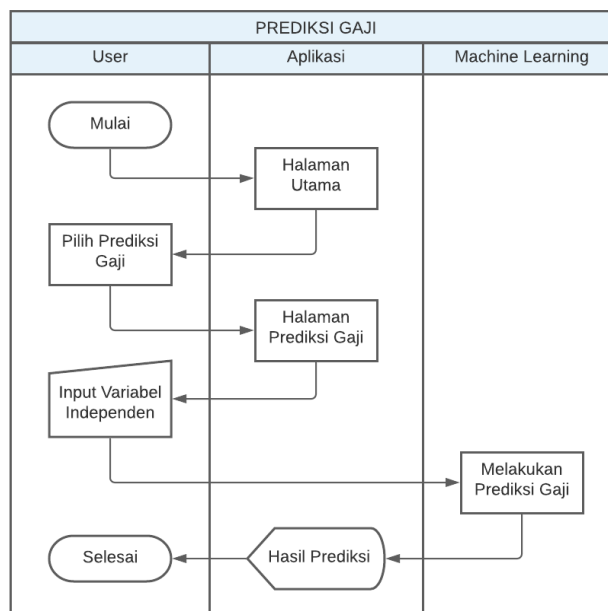 PREDIKSI GAJI
User
Aplikasi
Machine Learning
Mulai
Halaman
Utama
Pilih Prediksi
Gaji
Halaman
Prediksi Gaji
Input Variabel
Independen
Melakukan
Prediksi Gaji
Hasil Prediksi
Selesai